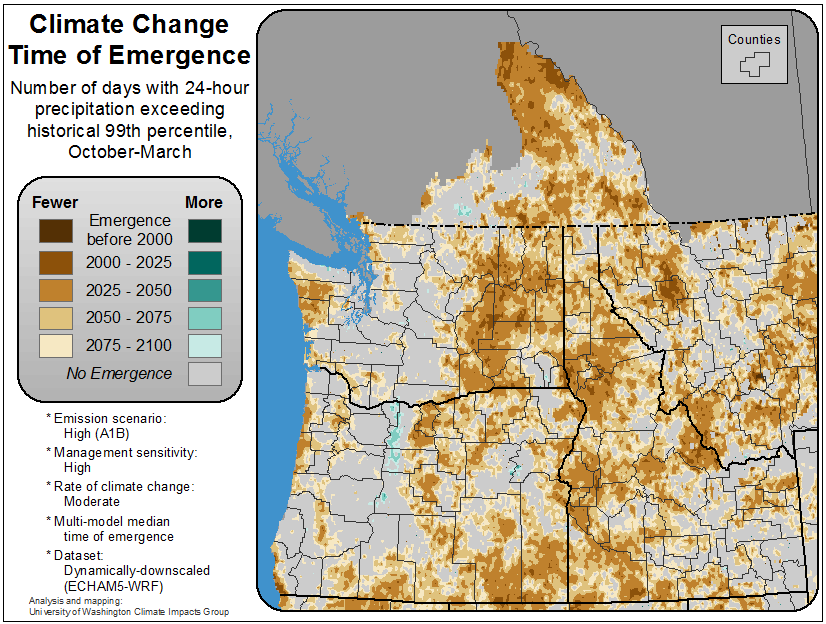 Climate Change
Time of Emergence
Number of days with 24-hour
precipitation exceeding
historical 99th percentile,
October-March
Fewer More
Emergence
before 2000
2000 - 2025
2025 - 2050
2050 - 2075
2075 - 2100
No Emergence
* Emission scenario:
High (A1B)
* Management sensitivity:
High
* Rate of climate change:
Moderate
* Multi-model median
time of emergence
* Dataset:
Dynamically-downscaled
(ECHAM5-WRF)
Analysis and mapping:
University of Washington Climate Impacts Group
Counties